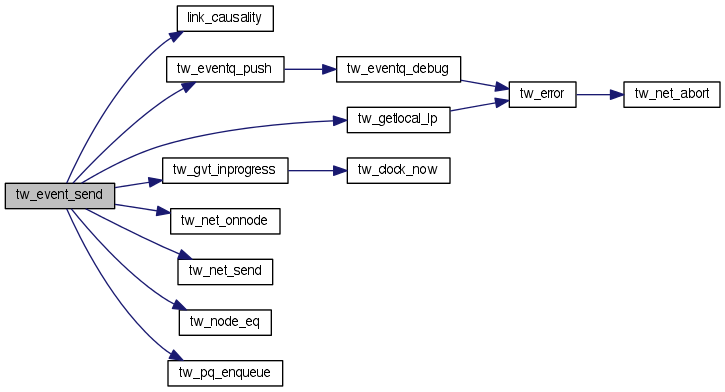 link_causality
tw_eventq_push
tw_eventq_debug
tw_error
tw_net_abort
tw_getlocal_lp
tw_gvt_inprogress
tw_clock_now
tw_event_send
tw_net_onnode
tw_net_send
tw_node_eq
tw_pq_enqueue